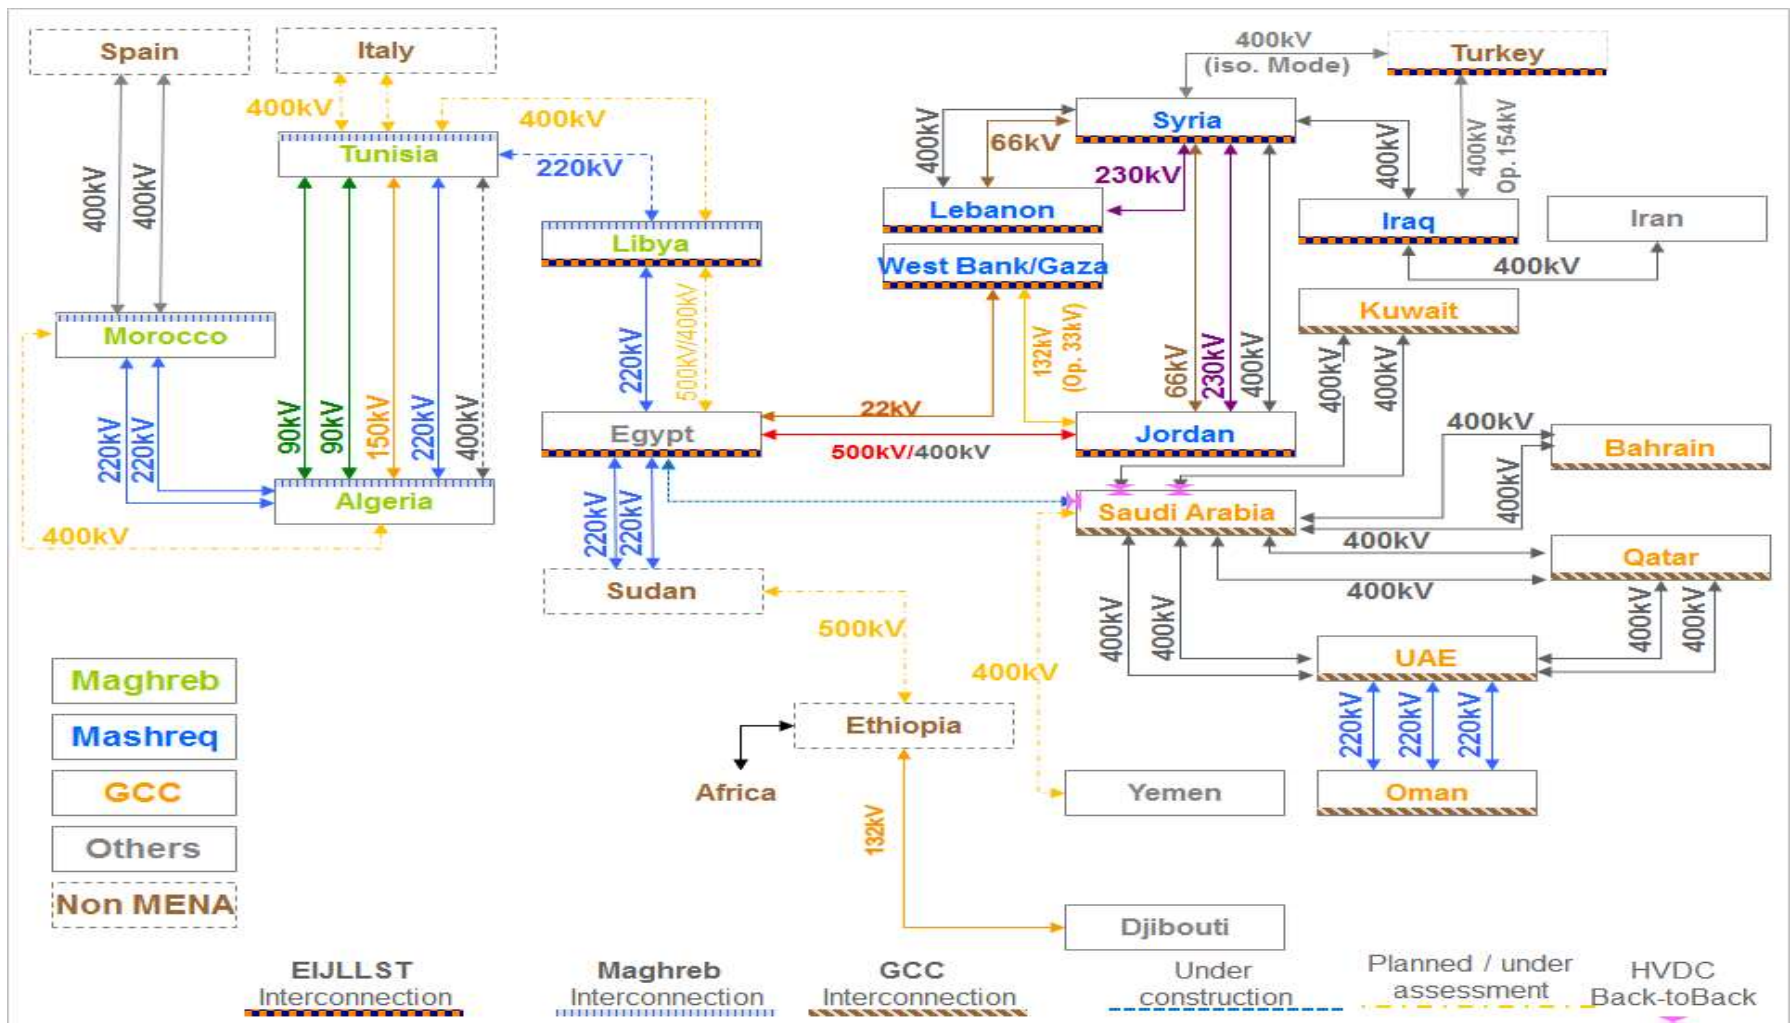 Spain
Italy
400kV
Turkey
(iso. Mode)
400kV
400kV
Syria
Tunisia
400kV
66kV
400kV
400kV
Op. 154kV
220kV
230kV
400kV
400kV
Lebanon
Iraq
Iran
Libya
West Bank/Gaza
400kV
Kuwait
Morocco
220kV
500kV/400kV
132kV
(Op. 33kV)
66kV
230kV
400kV
400kV
400kV
90kV
90kV
150kV
220kV
400kV
22kV
400kV
220kV
220kV
Egypt
Jordan
Bahrain
500kV/400kV
400kV
Algeria
Saudi Arabia
400kV
220kV
220kV
400kV
Qatar
Sudan
400kV
400kV
400kV
400kV
400kV
500kV
UAE
400kV
Maghreb
220kV
220kV
220kV
Mashreq
Ethiopia
GCC
Africa
Yemen
Oman
132kV
Others
Non MENA
Djibouti
EIJLLST
Interconnection
Maghreb
Interconnection
GCC
Interconnection
Under
construction
Planned / under
assessment
HVDC
Back-toBack